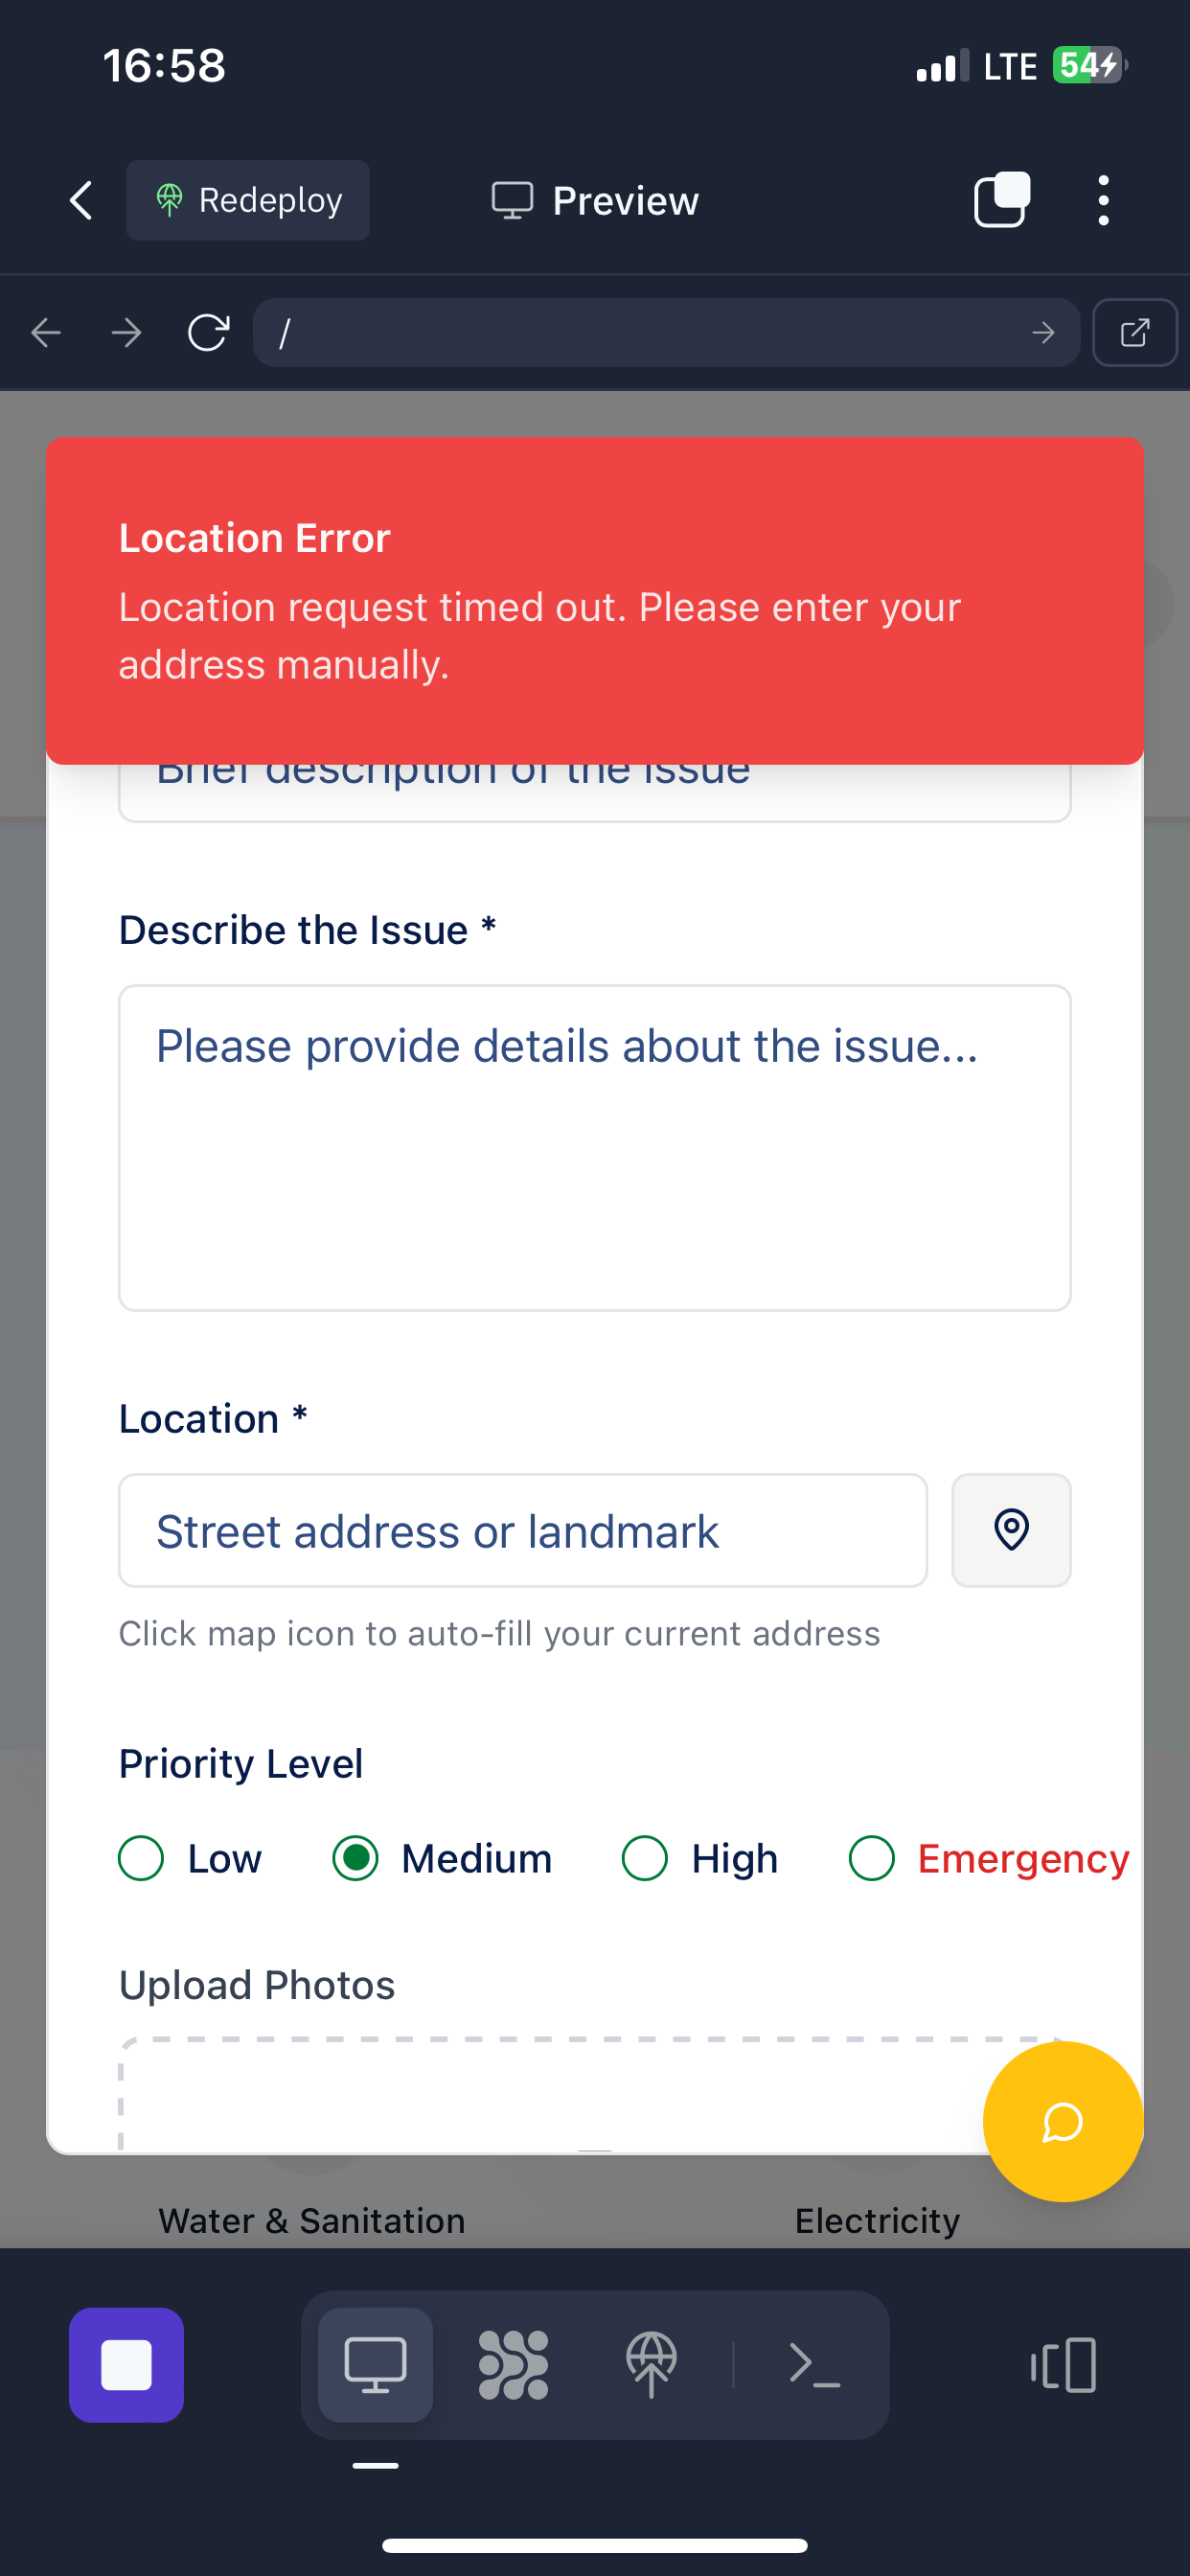 16:58
LTE
54
Redeploy
Preview
/
Location Error
Location request timed out. Please enter your
address manually.
Brief description of the issue
Describe the Issue *
Please provide details about the issue...
Location *
Street address or landmark
Click map icon to auto-fill your current address
Priority Level
Low
Medium
High
Emergency
Upload Photos
Water & Sanitation
Electricity